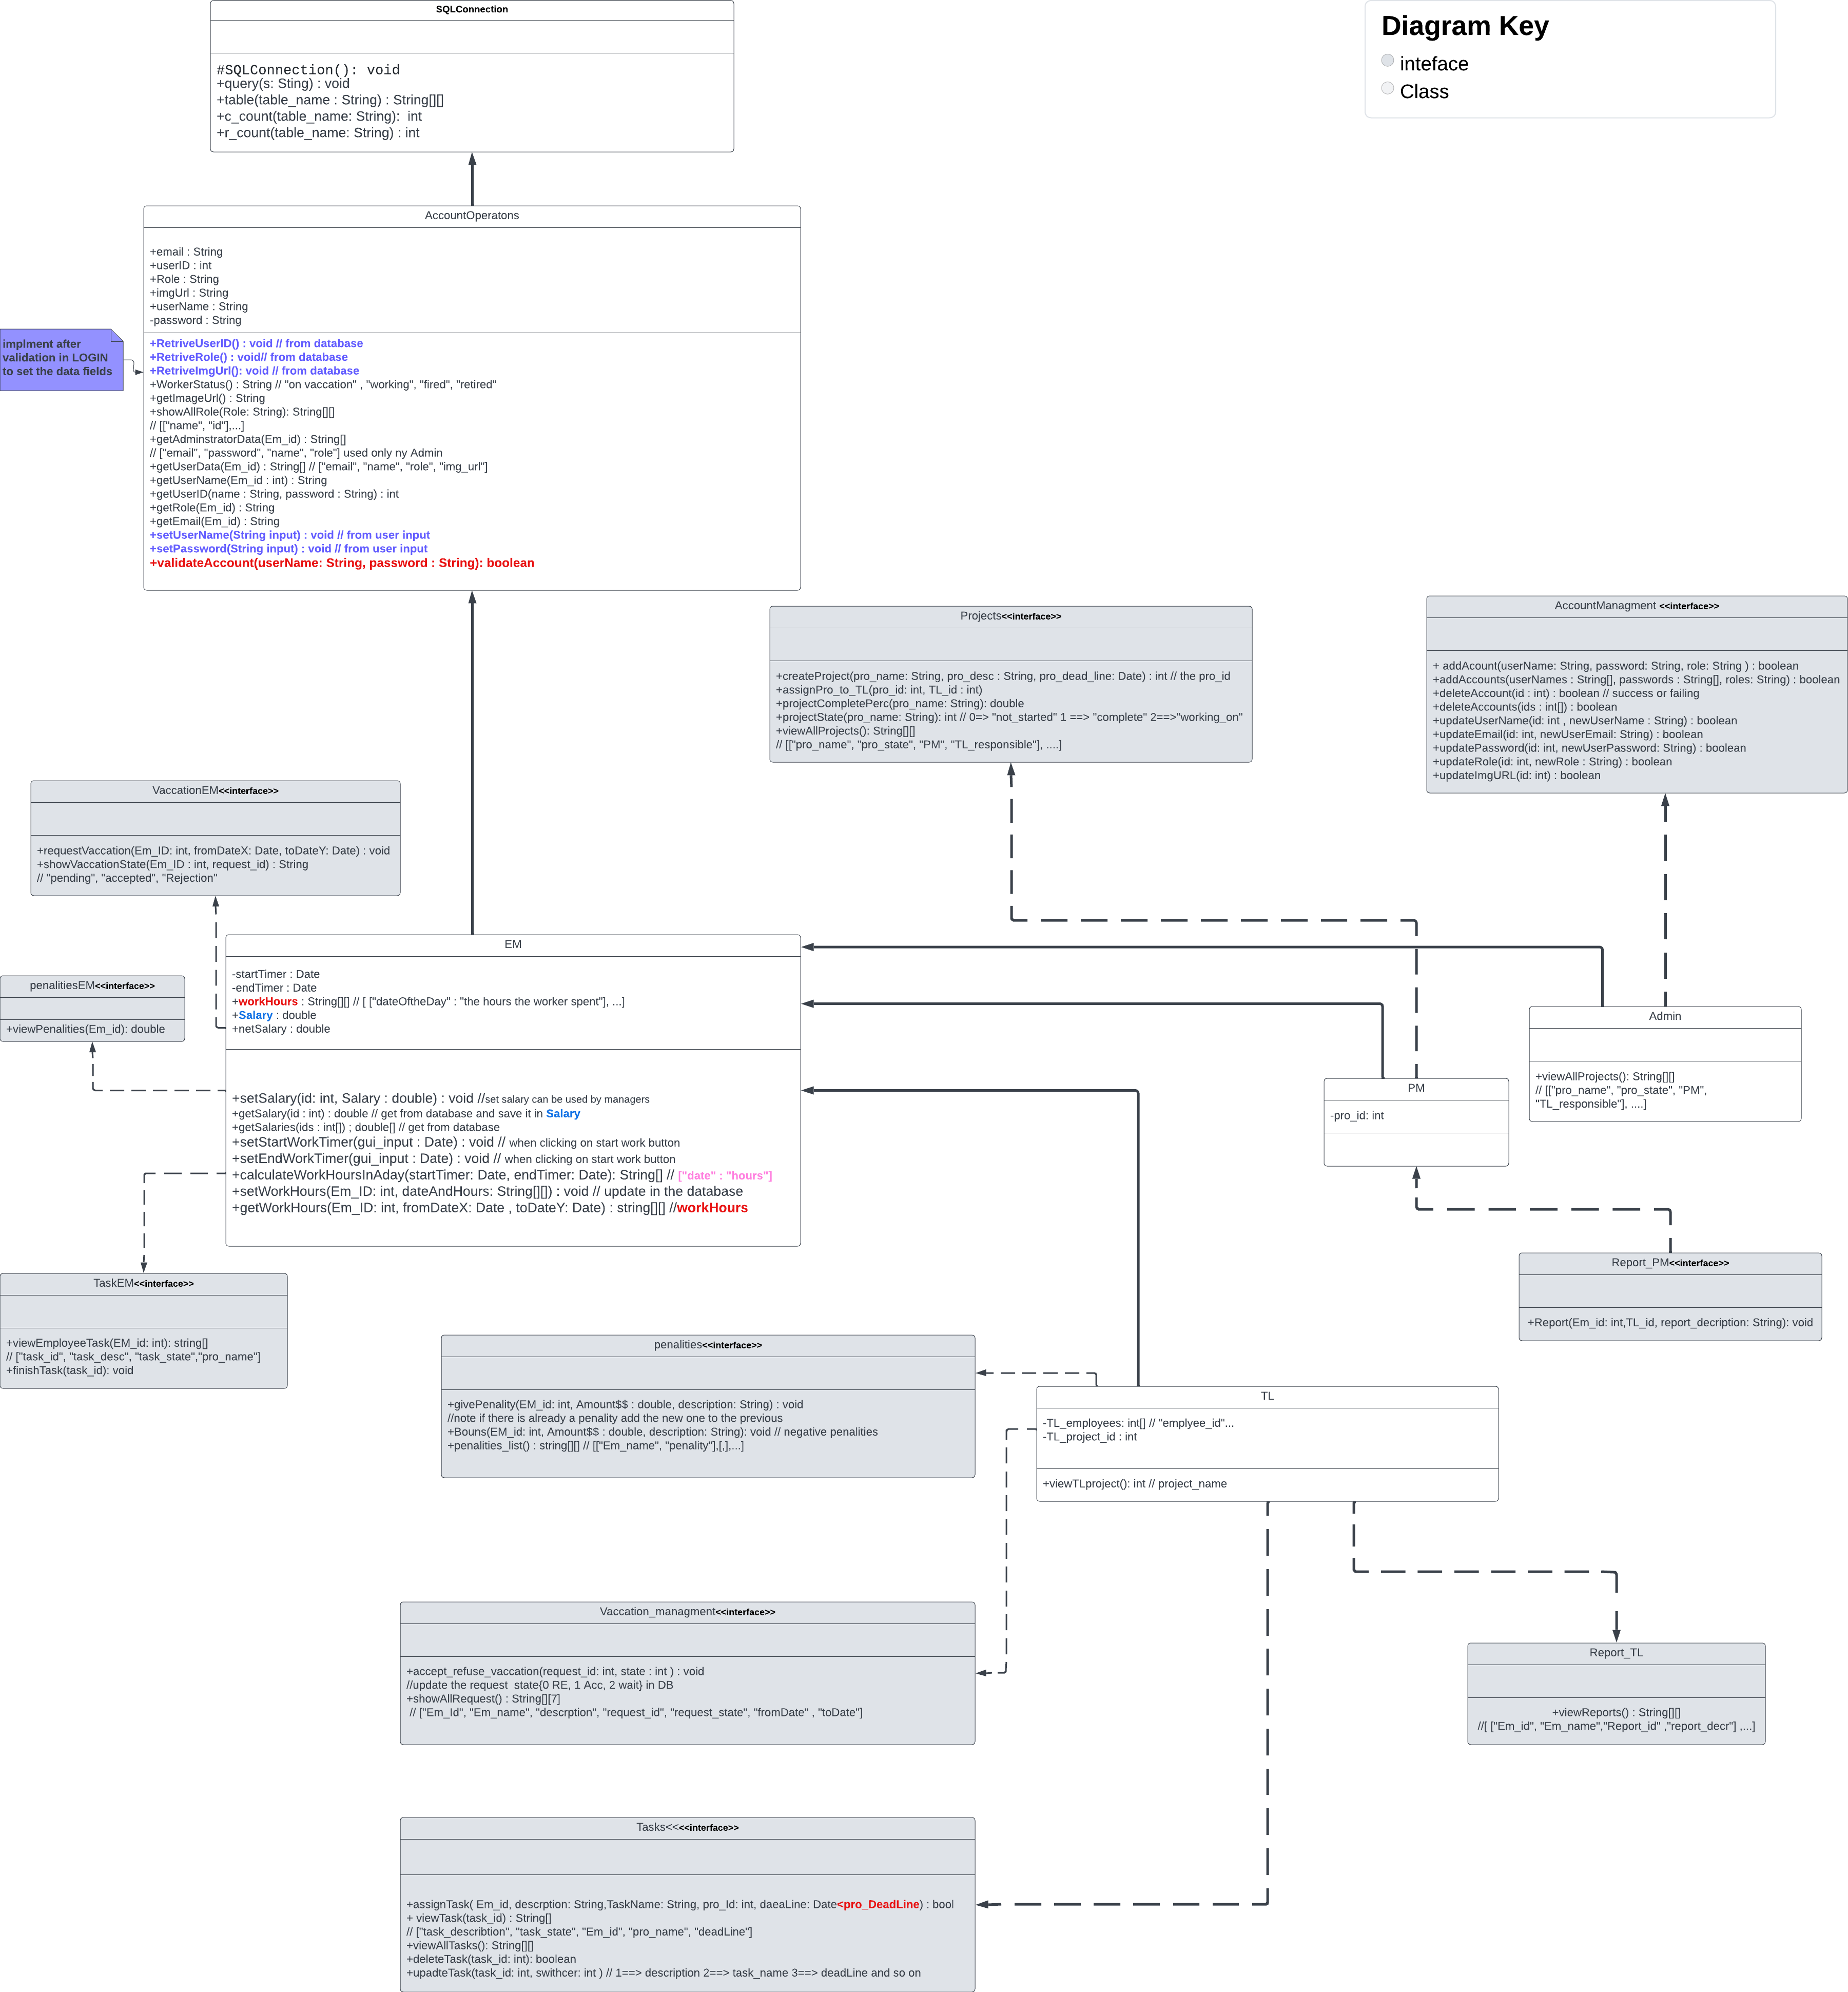 SQLConnection
#SQLConnection(): void
+query(s: Sting) : void
+table(table_name : String) : String[][]
+c_count(table_name: String):  int
+r_count(table_name: String) : int
Diagram Key
inteface
Class
AccountOperatons
+email : String
+userID : int
+Role : String
+imgUrl : String
+userName : String
-password : String
+RetriveUserID() : void // from database
+RetriveRole() : void// from database
+RetriveImgUrl(): void // from database
+WorkerStatus() : String // "on vaccation" , "working", "fired", "retired"
+getImageUrl() : String
+showAllRole(Role: String): String[][]
// [["name", "id"],...]
+getAdminstratorData(Em_id) : String[]
// ["email", "password", "name", "role"] used only ny Admin
+getUserData(Em_id) : String[] // ["email", "name", "role", "img_url"]
+getUserName(Em_id : int) : String
+getUserID(name : String, password : String) : int
+getRole(Em_id) : String
+getEmail(Em_id) : String
+setUserName(String input) : void // from user input
+setPassword(String input) : void // from user input
+validateAccount(userName: String, password : String): boolean
implment after
validation in LOGIN
to set the data fields
Projects<<interface>>
+createProject(pro_name: String, pro_desc : String, pro_dead_line: Date) : int // the pro_id
+assignPro_to_TL(pro_id: int, TL_id : int)
+projectCompletePerc(pro_name: String): double
+projectState(pro_name: String): int // 0=> "not_started" 1 ==> "complete" 2==>"working_on"
+viewAllProjects(): String[][]
// [["pro_name", "pro_state", "PM", "TL_responsible"], ....]
AccountManagment <<interface>>
+ addAcount(userName: String, password: String, role: String ) : boolean
+addAccounts(userNames : String[], passwords : String[], roles: String) : boolean
+deleteAccount(id : int) : boolean // success or failing
+deleteAccounts(ids : int[]) : boolean
+updateUserName(id: int , newUserName : String) : boolean
+updateEmail(id: int, newUserEmail: String) : boolean
+updatePassword(id: int, newUserPassword: String) : boolean
+updateRole(id: int, newRole : String) : boolean
+updateImgURL(id: int) : boolean
VaccationEM<<interface>>
+requestVaccation(Em_ID: int, fromDateX: Date, toDateY: Date) : void
+showVaccationState(Em_ID : int, request_id) : String
// "pending", "accepted", "Rejection"
penalitiesEM<<interface>>
+viewPenalities(Em_id): double
EM
-startTimer : Date
-endTimer : Date
+workHours : String[][] // [ ["dateOftheDay" : "the hours the worker spent"], ...]
+Salary : double
+netSalary : double
+setSalary(id: int, Salary : double) : void //set salary can be used by managers
+getSalary(id : int) : double // get from database and save it in Salary
+getSalaries(ids : int[]) ; double[] // get from database
+setStartWorkTimer(gui_input : Date) : void // when clicking on start work button
+setEndWorkTimer(gui_input : Date) : void // when clicking on start work button
+calculateWorkHoursInAday(startTimer: Date, endTimer: Date): String[] // ["date" : "hours"]
+setWorkHours(Em_ID: int, dateAndHours: String[][]) : void // update in the database
+getWorkHours(Em_ID: int, fromDateX: Date , toDateY: Date) : string[][] //workHours
Admin
+viewAllProjects(): String[][]
// [["pro_name", "pro_state", "PM",
"TL_responsible"], ....]
PM
-pro_id: int
Report_PM<<interface>>
+Report(Em_id: int,TL_id, report_decription: String): void
TaskEM<<interface>>
+viewEmployeeTask(EM_id: int): string[]
// ["task_id", "task_desc", "task_state","pro_name"]
+finishTask(task_id): void
penalities<<interface>>
+givePenality(EM_id: int, Amount$$ : double, description: String) : void
//note if there is already a penality add the new one to the previous
+Bouns(EM_id: int, Amount$$ : double, description: String): void // negative penalities
+penalities_list() : string[][] // [["Em_name", "penality"],[,],...]
TL
-TL_employees: int[] // "emplyee_id"...
-TL_project_id : int
+viewTLproject(): int // project_name
Vaccation_managment<<interface>>
+accept_refuse_vaccation(request_id: int, state : int ) : void
//update the request  state{0 RE, 1 Acc, 2 wait} in DB
+showAllRequest() : String[][7]
// ["Em_Id", "Em_name", "descrption", "request_id", "request_state", "fromDate" , "toDate"]
Report_TL
+viewReports() : String[][]
//[ ["Em_id", "Em_name","Report_id" ,"report_decr"] ,...]
Tasks<<<<interface>>
+assignTask( Em_id, descrption: String,TaskName: String, pro_Id: int, daeaLine: Date<pro_DeadLine) : bool
+ viewTask(task_id) : String[]
// ["task_describtion", "task_state", "Em_id", "pro_name", "deadLine"]
+viewAllTasks(): String[][]
+deleteTask(task_id: int): boolean
+upadteTask(task_id: int, swithcer: int ) // 1==> description 2==> task_name 3==> deadLine and so on